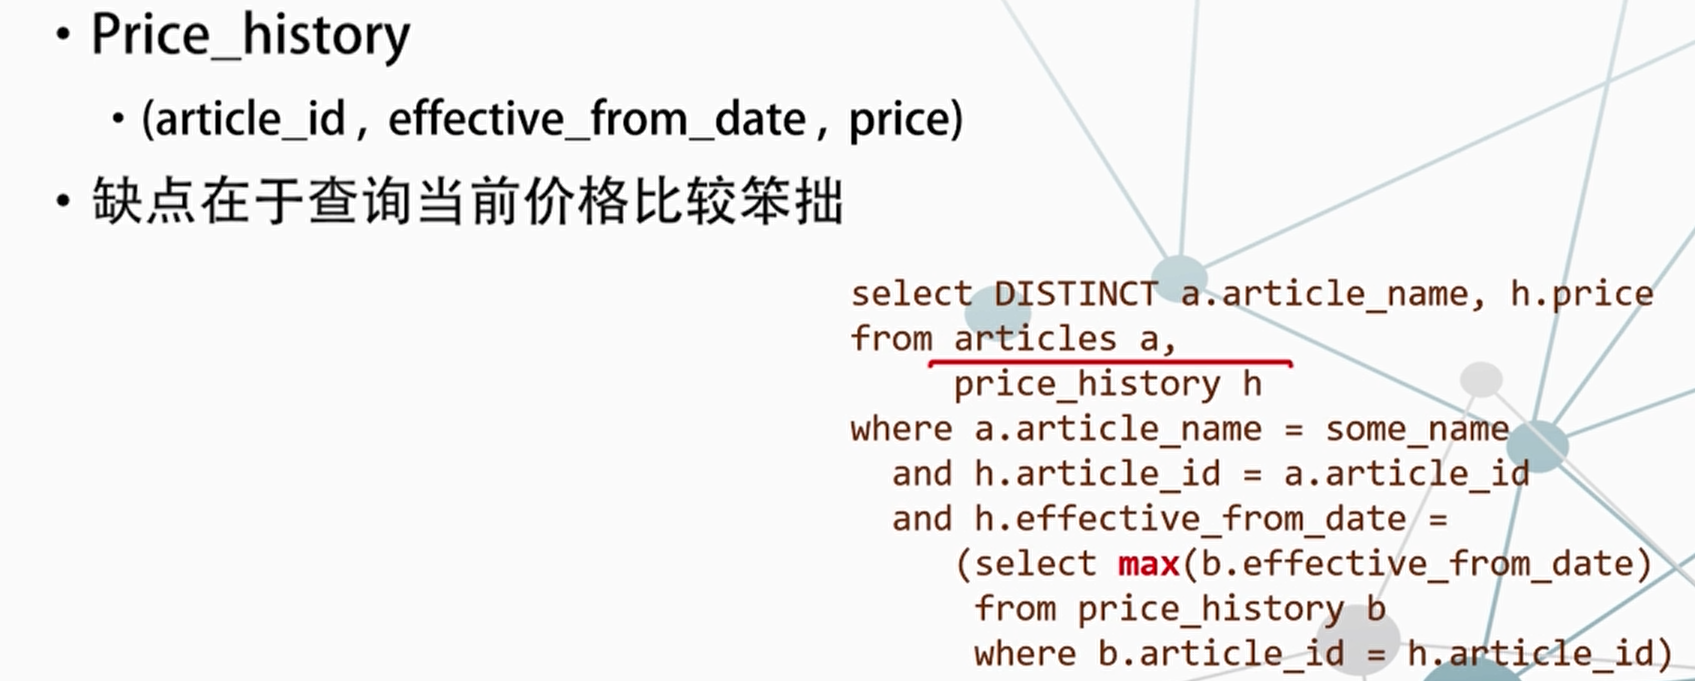 • Price_history
• (article_id, effective_from_date, price)
• 缺点在于查询当前价格比较笨拙
select DISTINCT a.article_name, h.price
from articles a,
price_history h
where a.article_name = some_name
and h.article_id = a.article_id
and h.effective_from_date =
(select max(b.effective_from_date)
from price_history b
where b.article_id = h.article_id)